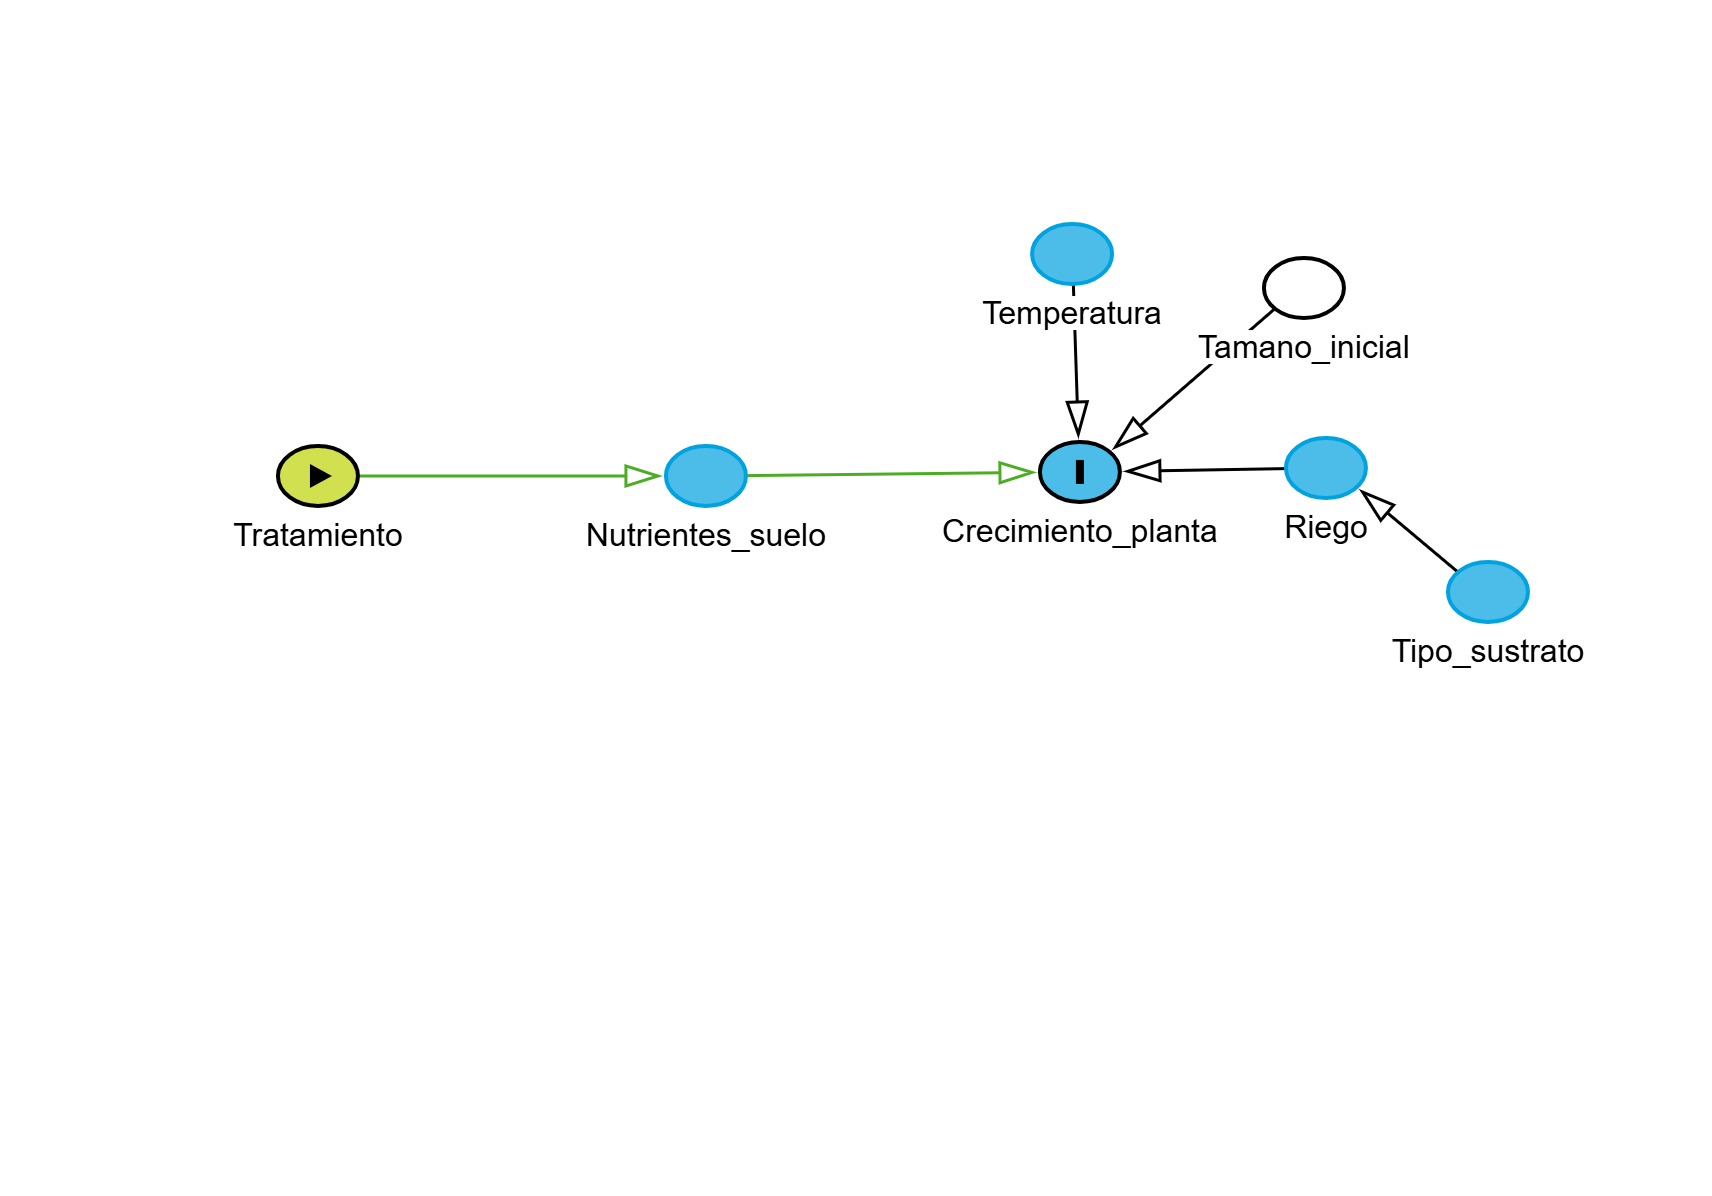 Temperatura
Tamano_inicial
Tratamiento
Nutrientes_suelo
Crecimiento_planta
Riego
Tipo_sustrato